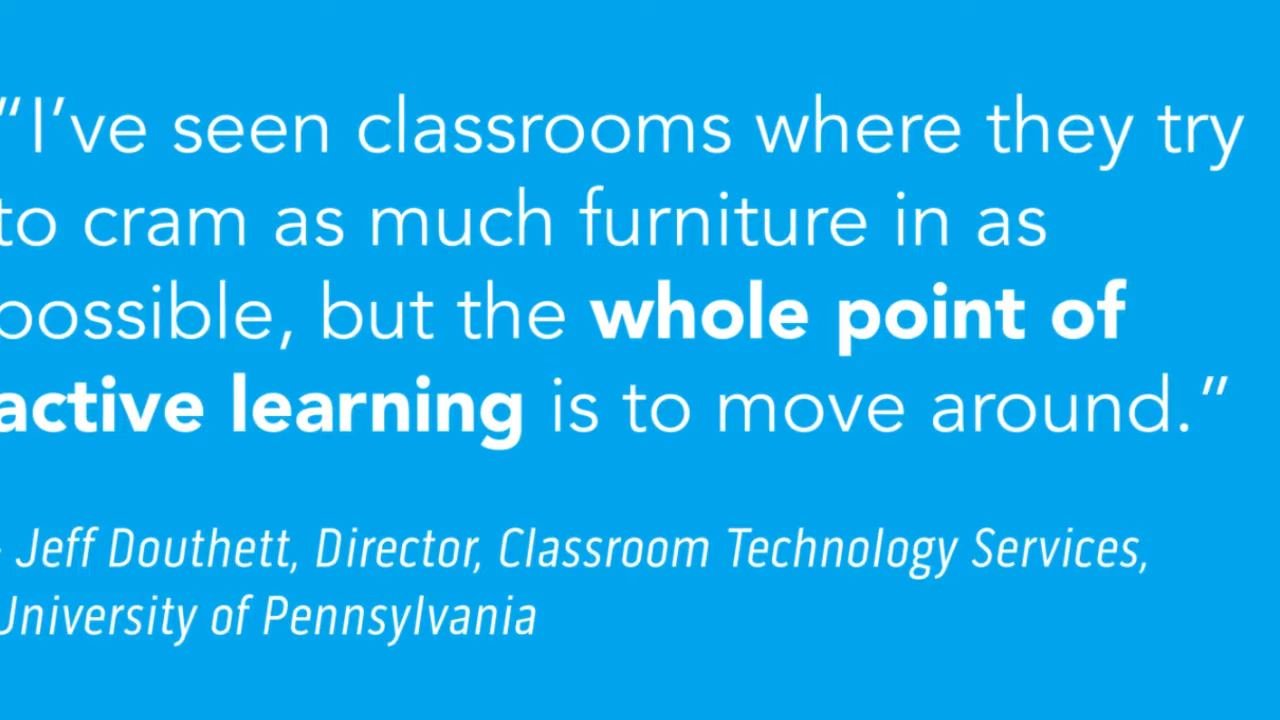 “I’ve seen classrooms where they try
to cram as much furniture in as
possible, but the whole point of
active learning is to move around.”
- Jeff Douthett, Director, Classroom Technology Services,
University of Pennsylvania